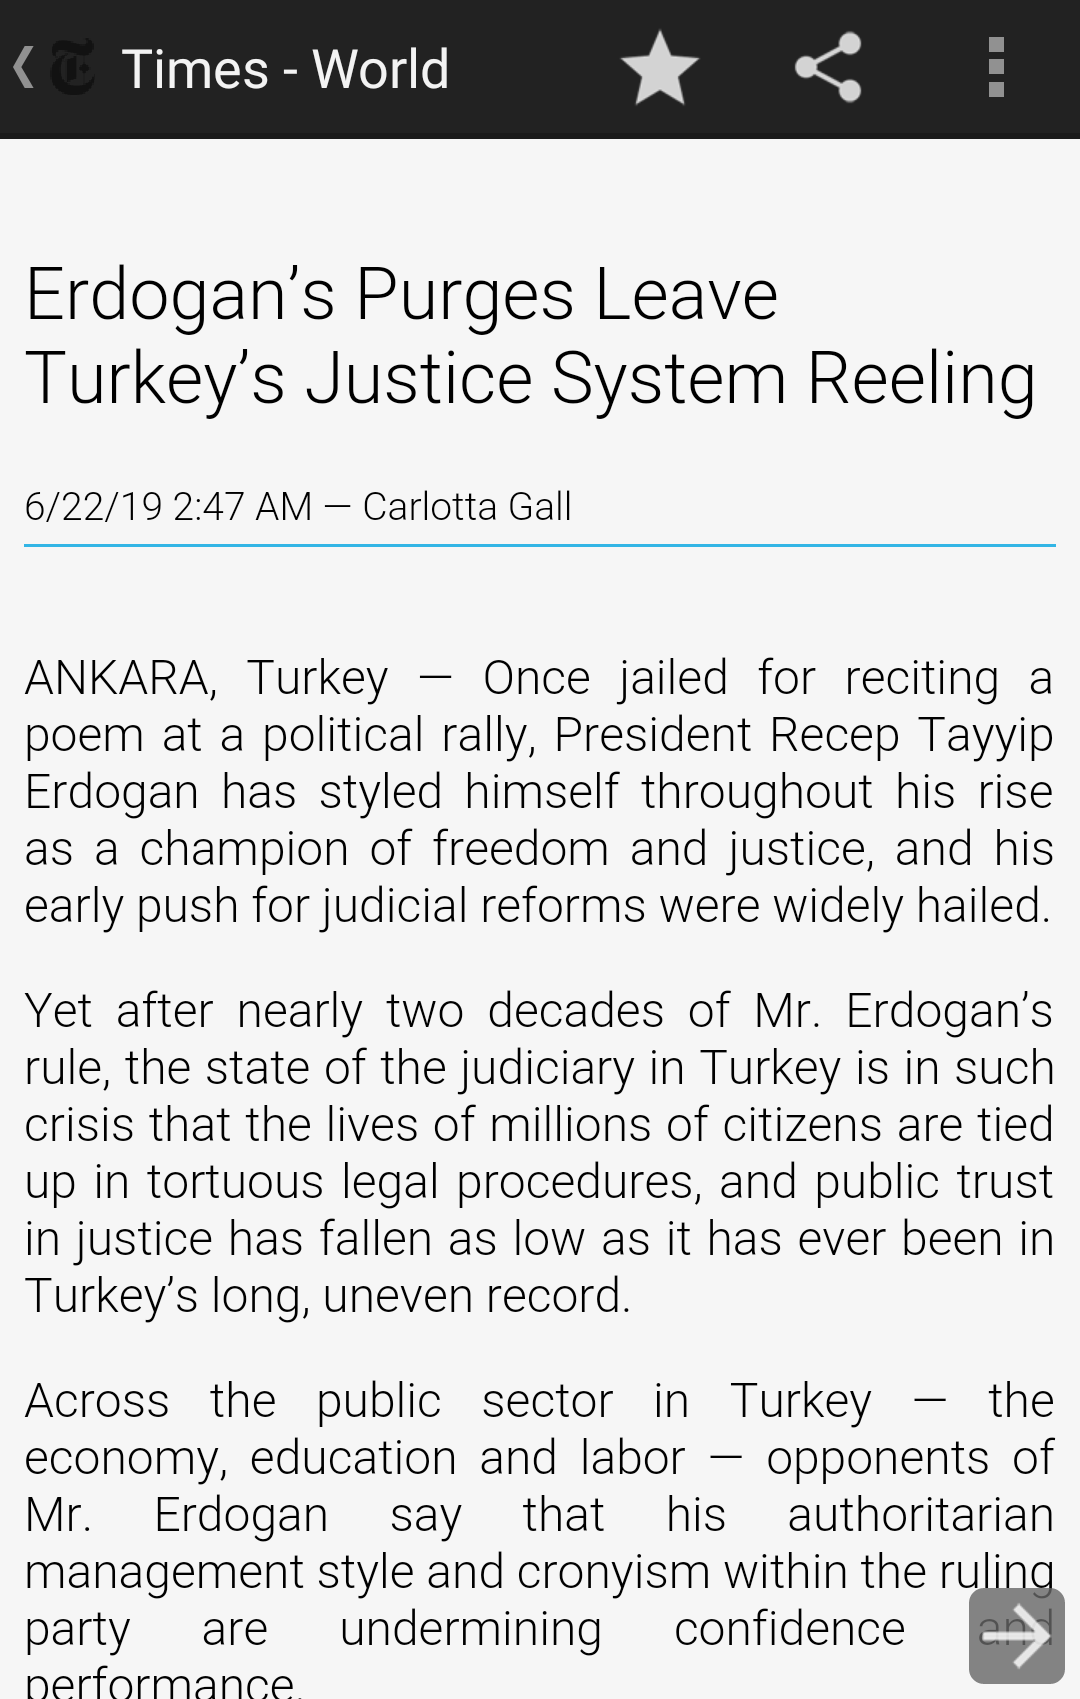 Times - World
Erdogan’s Purges Leave
Turkey’s Justice System Reeling
6/22/19 2:47 AM — Carlotta Gall
ANKARA, Turkey — Once jailed for reciting a
poem at a political rally, President Recep Tayyip
Erdogan has styled himself throughout his rise
as a champion of freedom and justice, and his
early push for judicial reforms were widely hailed.
Yet after nearly two decades of Mr. Erdogan’s
rule, the state of the judiciary in Turkey is in such
crisis that the lives of millions of citizens are tied
up in tortuous legal procedures, and public trust
in justice has fallen as low as it has ever been in
Turkey’s long, uneven record.
Across the public sector in Turkey — the
economy, education and labor — opponents of
Mr. Erdogan say that his authoritarian
management style and cronyism within the ruling
party are undermining confidence and
performance.